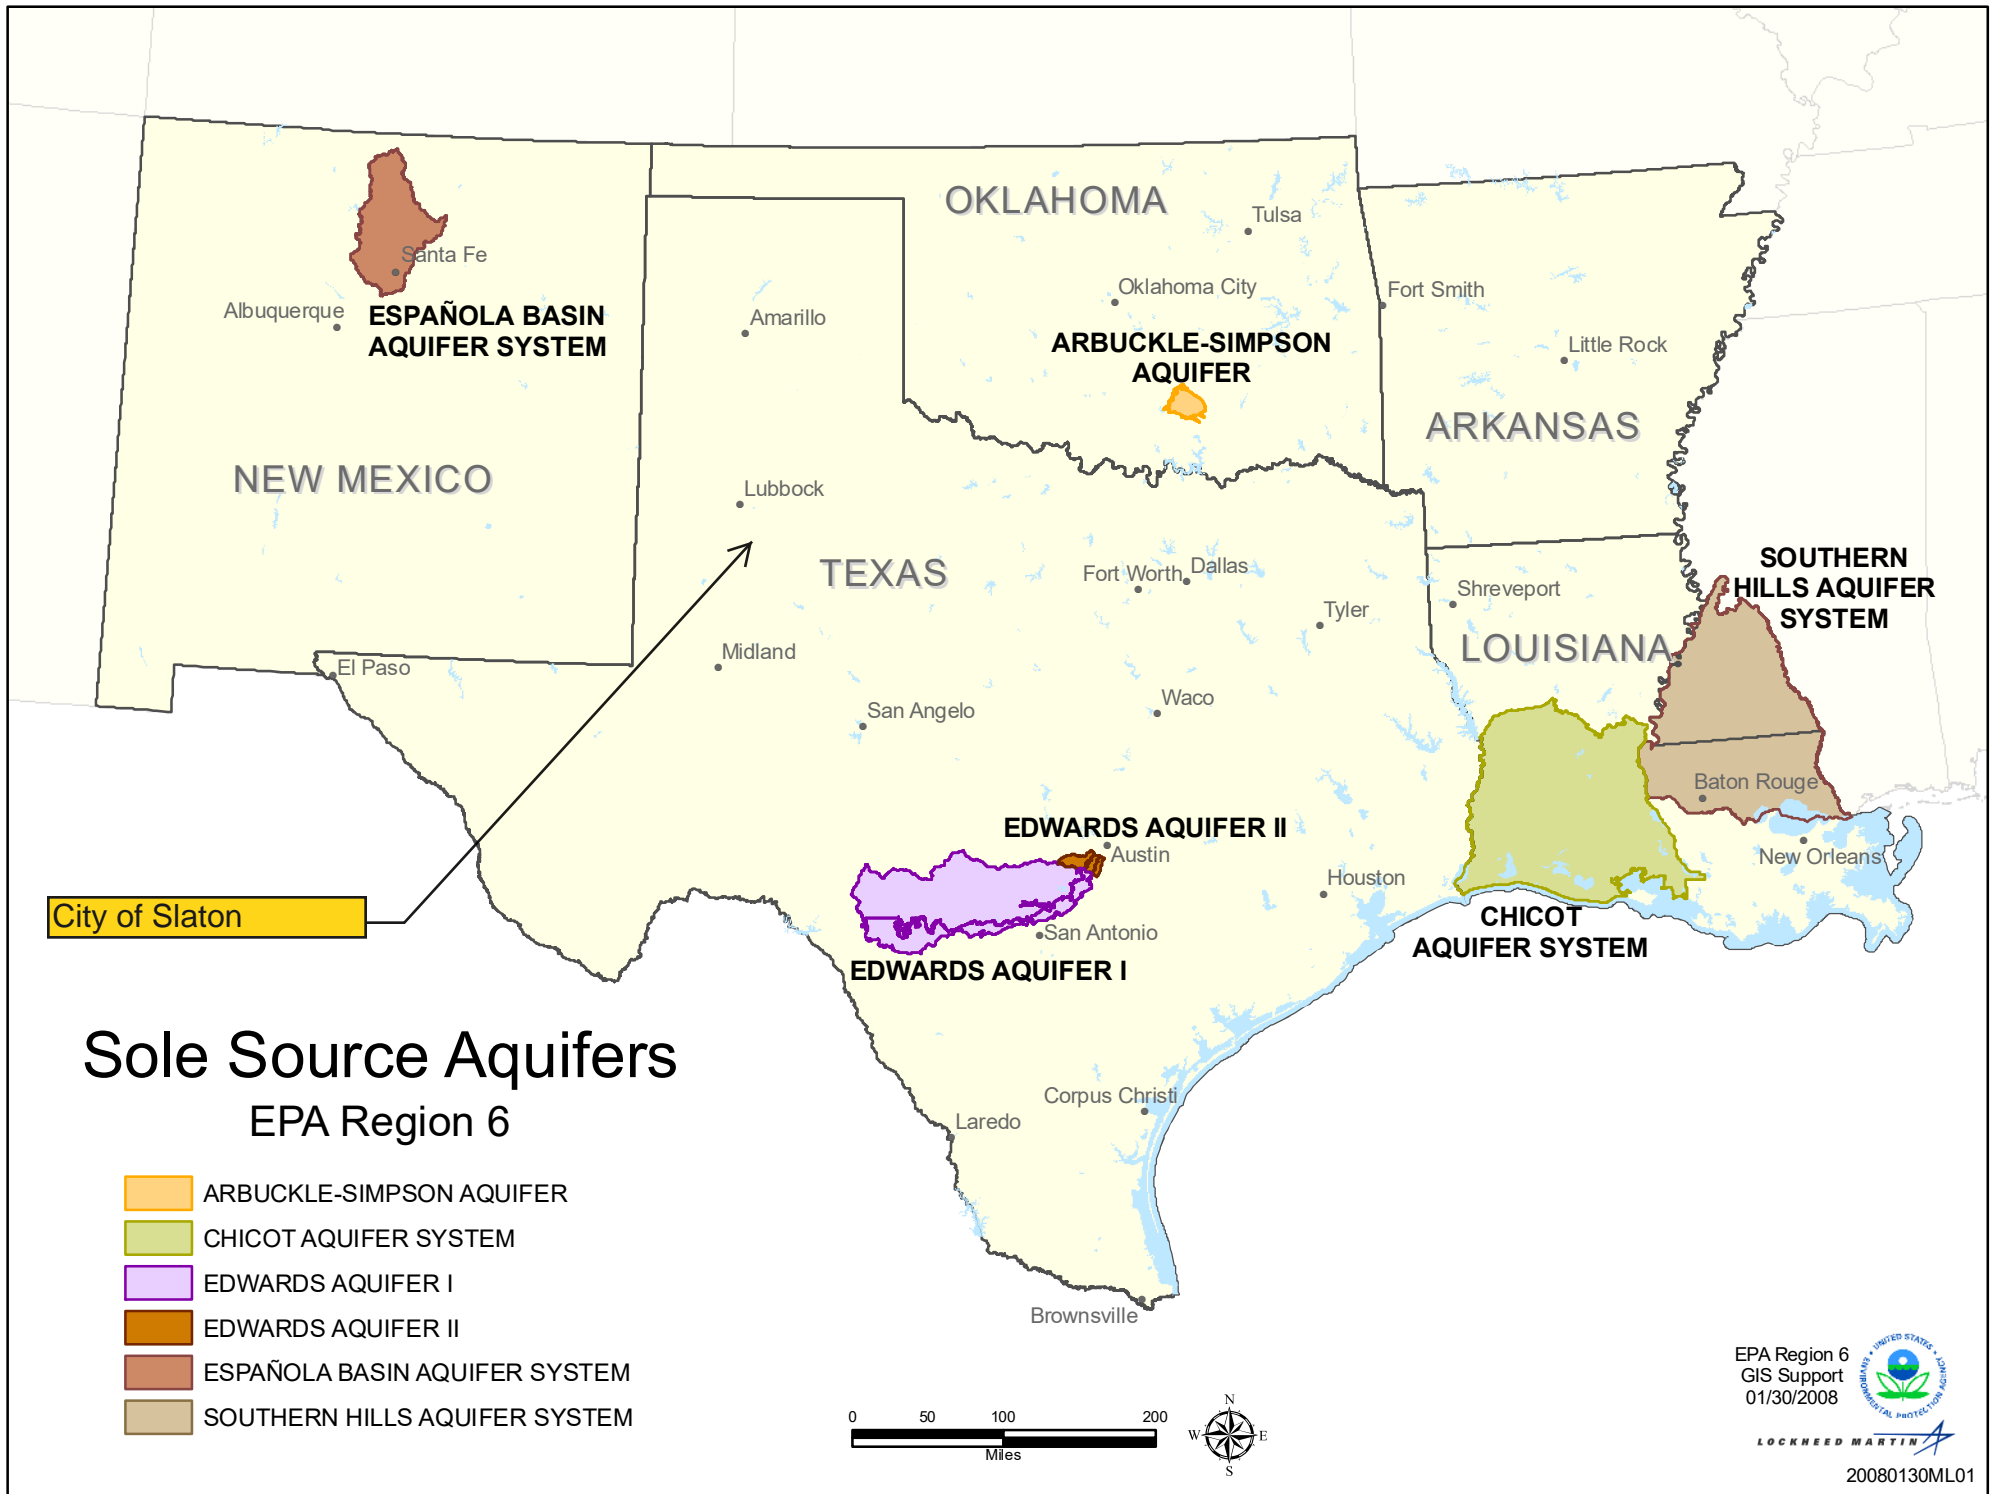 OKLAHOMA
Tulsa
Santa Fe
Oklahoma City
Fort Smith
Albuquerque
ESPAÑOLA BASIN
AQUIFER SYSTEM
Amarillo
ARBUCKLE-SIMPSON
AQUIFER
Little Rock
ARKANSAS
NEW MEXICO
Lubbock
TEXAS
Fort Worth
Dallas
SOUTHERN
HILLS AQUIFER
SYSTEM
Shreveport
Tyler
LOUISIANA
Midland
El Paso
San Angelo
Waco
Baton Rouge
EDWARDS AQUIFER II
Austin
New Orleans
Houston
City of Slaton
CHICOT
AQUIFER SYSTEM
San Antonio
EDWARDS AQUIFER I
Sole Source Aquifers
EPA Region 6
Corpus Christi
Laredo
Brownsville
ARBUCKLE-SIMPSON AQUIFER
CHICOT AQUIFER SYSTEM
EDWARDS AQUIFER I
EDWARDS AQUIFER II
ESPAÑOLA BASIN AQUIFER SYSTEM
SOUTHERN HILLS AQUIFER SYSTEM
0 50 100 200
Miles
N
W E
S
EPA Region 6
GIS Support
01/30/2008
UNITED STATES
ENVIRONMENTAL PROTECTION AGENCY
LOCKHEED MARTIN
20080130ML01